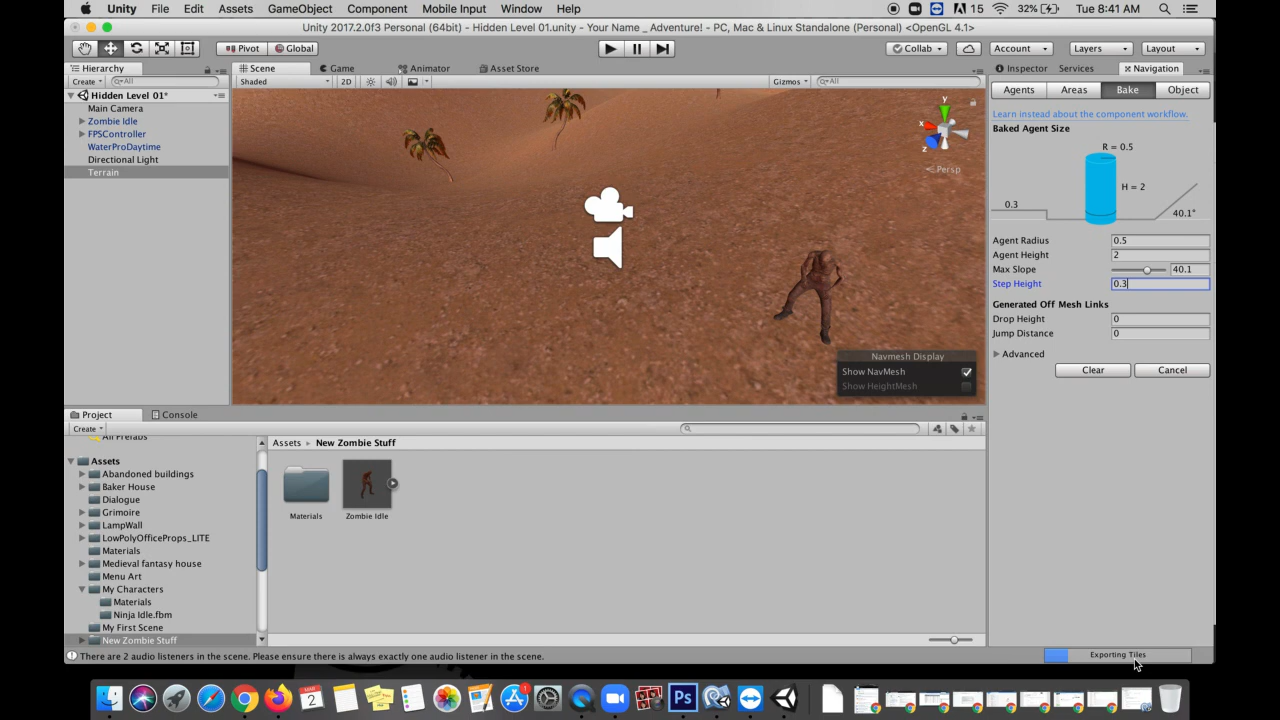 Unity File Edit Assets GameObject Component Mobile Input Window Help 15 32% Tue 8:41 AM
Unity 2017.2.0f3 Personal (64bit) - Hidden Level 01.unity - Your Name _ Adventure! - PC, Mac & Linux Standalone (Personal) <OpenGL 4.1>
Pivot Global Collab Account Layers Layout
Hierarchy Scene Game Animator Asset Store Inspector Services Navigation
Create All Shaded 2D Gizmos All
Agents Areas Bake Object
Hidden Level 01*
Main Camera
Zombie Idle
FPSController
WaterProDaytime
Directional Light
Terrain
y
x
z
Persp
Learn instead about the component workflow.
Baked Agent Size
R = 0.5
H = 2
0.3
40.1°
Agent Radius 0.5
Agent Height 2
Max Slope 40.1
Step Height 0.3
Generated Off Mesh Links
Drop Height 0
Jump Distance 0
Advanced
Clear Cancel
Navmesh Display
Show NavMesh
Show HeightMesh
Project Console
Create
All Prefabs
Assets
Abandoned buildings
Baker House
Dialogue
Grimoire
LampWall
LowPolyOfficeProps_LITE
Materials
Medieval fantasy house
Menu Art
My Characters
Materials
Ninja Idle.fbm
My First Scene
New Zombie Stuff
Assets New Zombie Stuff
Materials Zombie Idle
There are 2 audio listeners in the scene. Please ensure there is always exactly one audio listener in the scene.
Exporting Tiles
MAR
2
1
Ps